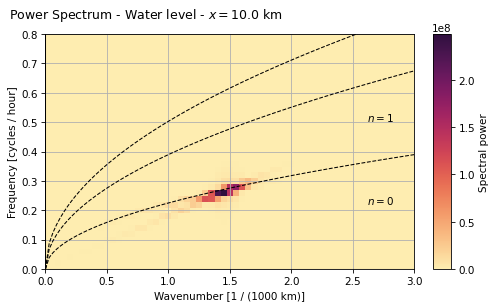 Power Spectrum - Water level - x = 10.0 km
1e8
0.8
0.7
0.6
0.5
0.4
0.3
0.2
0.1
0.0
Frequency [cycles / hour]
n = 1
n = 0
0.0 0.5 1.0 1.5 2.0 2.5 3.0
Wavenumber [1 / (1000 km)]
2.0
1.5
1.0
0.5
0.0
Spectral power